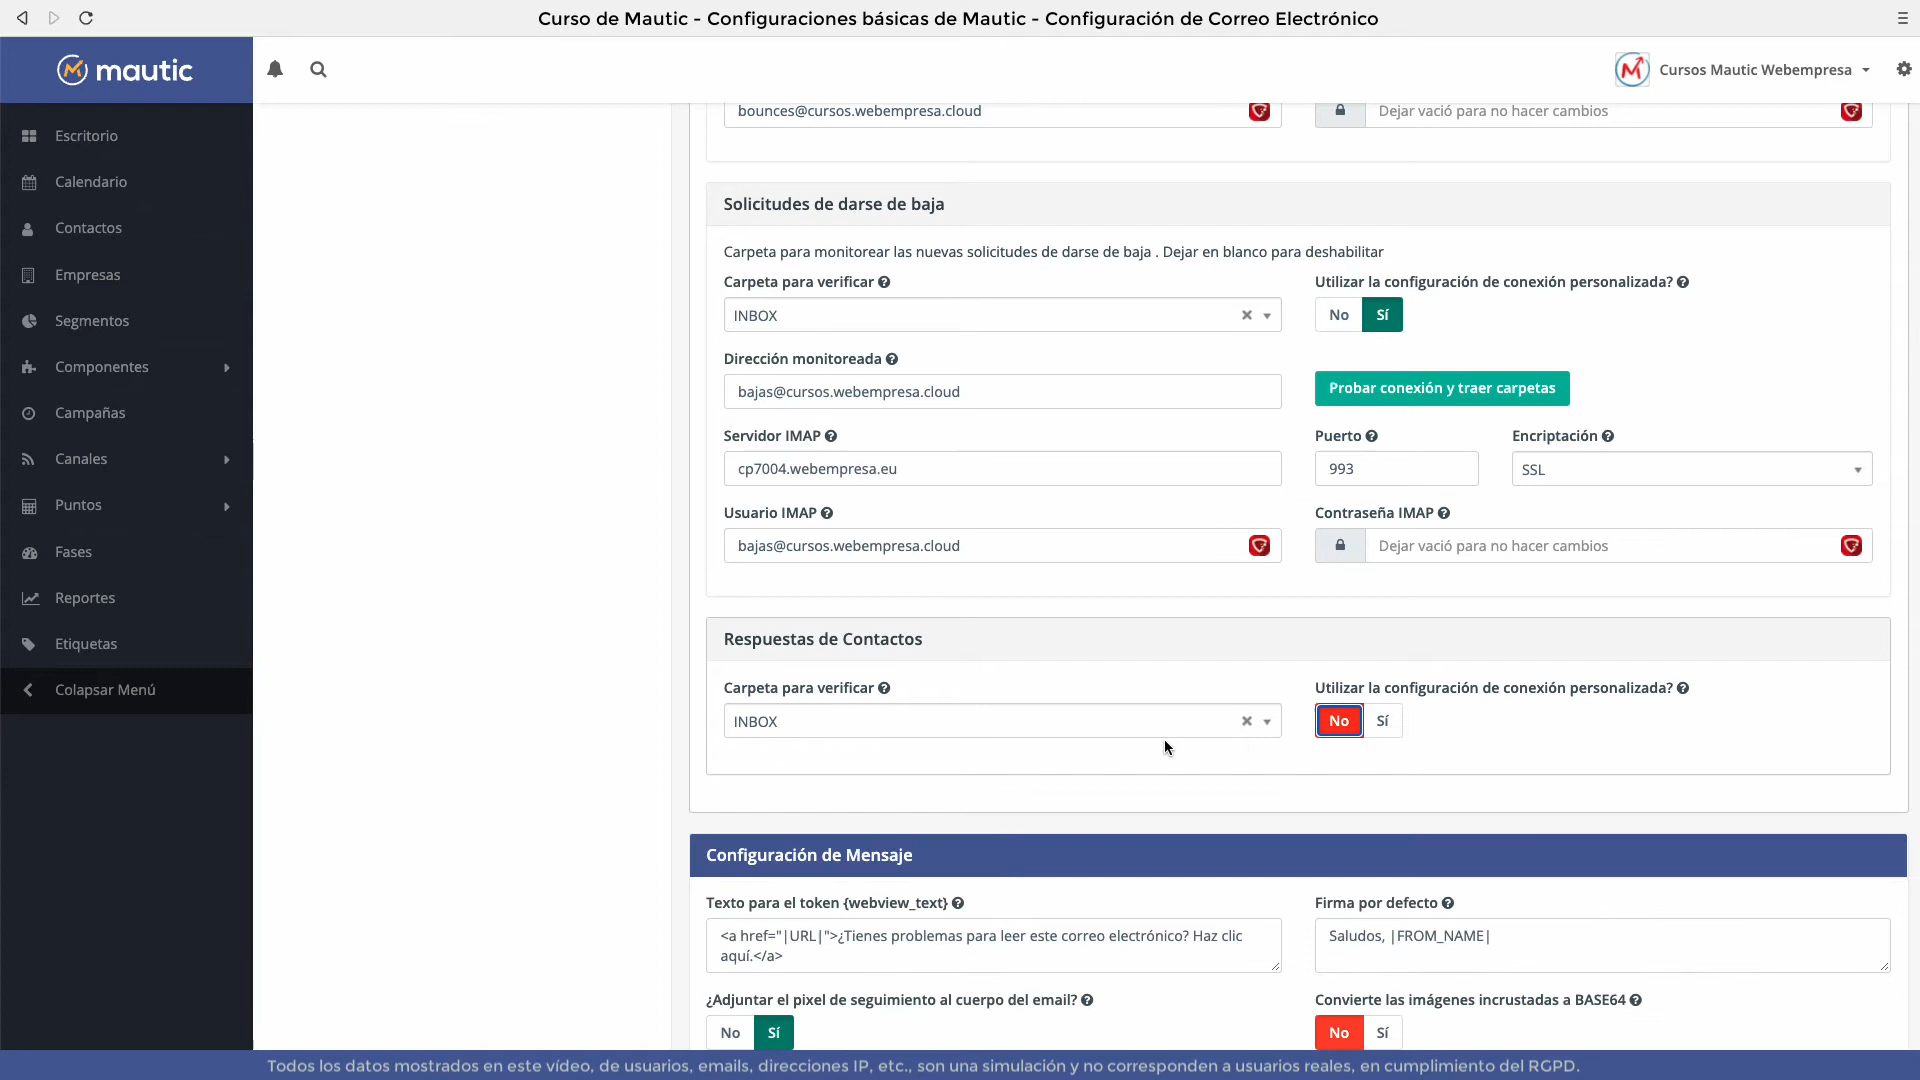 Curso de Mautic - Configuraciones básicas de Mautic - Configuración de Correo Electrónico
mautic
Cursos Mautic Webempresa
Escritorio
Calendario
Contactos
Empresas
Segmentos
Componentes
Campañas
Canales
Puntos
Fases
Reportes
Etiquetas
Colapsar Menú
bounces@cursos.webempresa.cloud
Dejar vació para no hacer cambios
Solicitudes de darse de baja
Carpeta para monitorear las nuevas solicitudes de darse de baja . Dejar en blanco para deshabilitar
Carpeta para verificar
Utilizar la configuración de conexión personalizada?
INBOX
No Sí
Dirección monitoreada
bajas@cursos.webempresa.cloud
Probar conexión y traer carpetas
Servidor IMAP
Puerto
Encriptación
cp7004.webempresa.eu
993
SSL
Usuario IMAP
Contraseña IMAP
bajas@cursos.webempresa.cloud
Dejar vació para no hacer cambios
Respuestas de Contactos
Carpeta para verificar
Utilizar la configuración de conexión personalizada?
INBOX
No Sí
Configuración de Mensaje
Texto para el token {webview_text}
Firma por defecto
<a href="|URL|">¿Tienes problemas para leer este correo electrónico? Haz clic
aquí.</a>
Saludos, |FROM_NAME|
¿Adjuntar el pixel de seguimiento al cuerpo del email?
Convierte las imágenes incrustadas a BASE64
No Sí
No Sí
Todos los datos mostrados en este vídeo, de usuarios, emails, direcciones IP, etc., son una simulación y no corresponden a usuarios reales, en cumplimiento del RGPD.